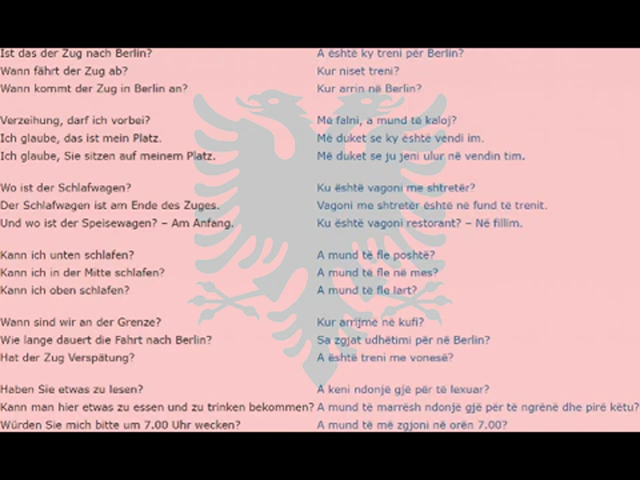 Ist das der Zug nach Berlin? A është ky treni për Berlin?
Wann fährt der Zug ab? Kur niset treni?
Wann kommt der Zug in Berlin an? Kur arrin në Berlin?
Verzeihung, darf ich vorbei? Më falni, a mund të kaloj?
Ich glaube, das ist mein Platz. Më duket se ky është vendi im.
Ich glaube, Sie sitzen auf meinem Platz. Më duket se ju jeni ulur në vendin tim.
Wo ist der Schlafwagen? Ku është vagoni me shtretër?
Der Schlafwagen ist am Ende des Zuges. Vagoni me shtretër është në fund të trenit.
Und wo ist der Speisewagen? – Am Anfang. Ku është vagoni restorant? – Në fillim.
Kann ich unten schlafen? A mund të fle poshtë?
Kann ich in der Mitte schlafen? A mund të fle në mes?
Kann ich oben schlafen? A mund të fle lart?
Wann sind wir an der Grenze? Kur arrijmë në kufi?
Wie lange dauert die Fahrt nach Berlin? Sa zgjat udhëtimi për në Berlin?
Hat der Zug Verspätung? A është treni me vonesë?
Haben Sie etwas zu lesen? A keni ndonjë gjë për të lexuar?
Kann man hier etwas zu essen und zu trinken bekommen? A mund të marrësh ndonjë gjë për të ngrënë dhe pirë këtu?
Würden Sie mich bitte um 7.00 Uhr wecken? A mund të më zgjoni në orën 7.00?